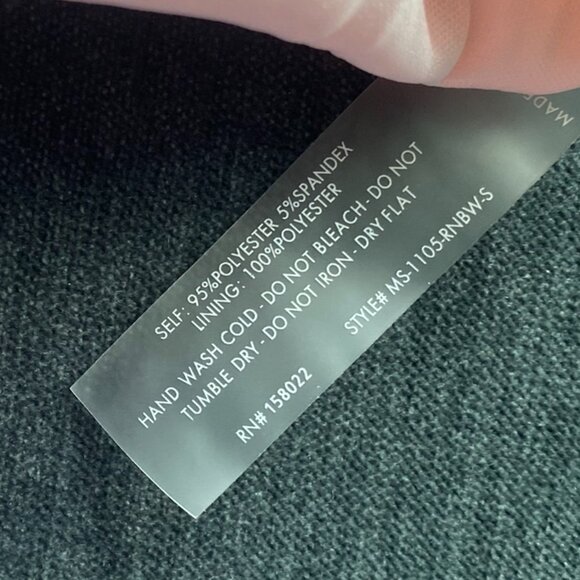 SELF: 95%POLYESTER 5%SPANDEX
LINING: 100%POLYESTER
HAND WASH COLD - DO NOT BLEACH - DO NOT
TUMBLE DRY - DO NOT IRON - DRY FLAT
RN#158022 STYLE# MS-1105-RNBW-S
MADE